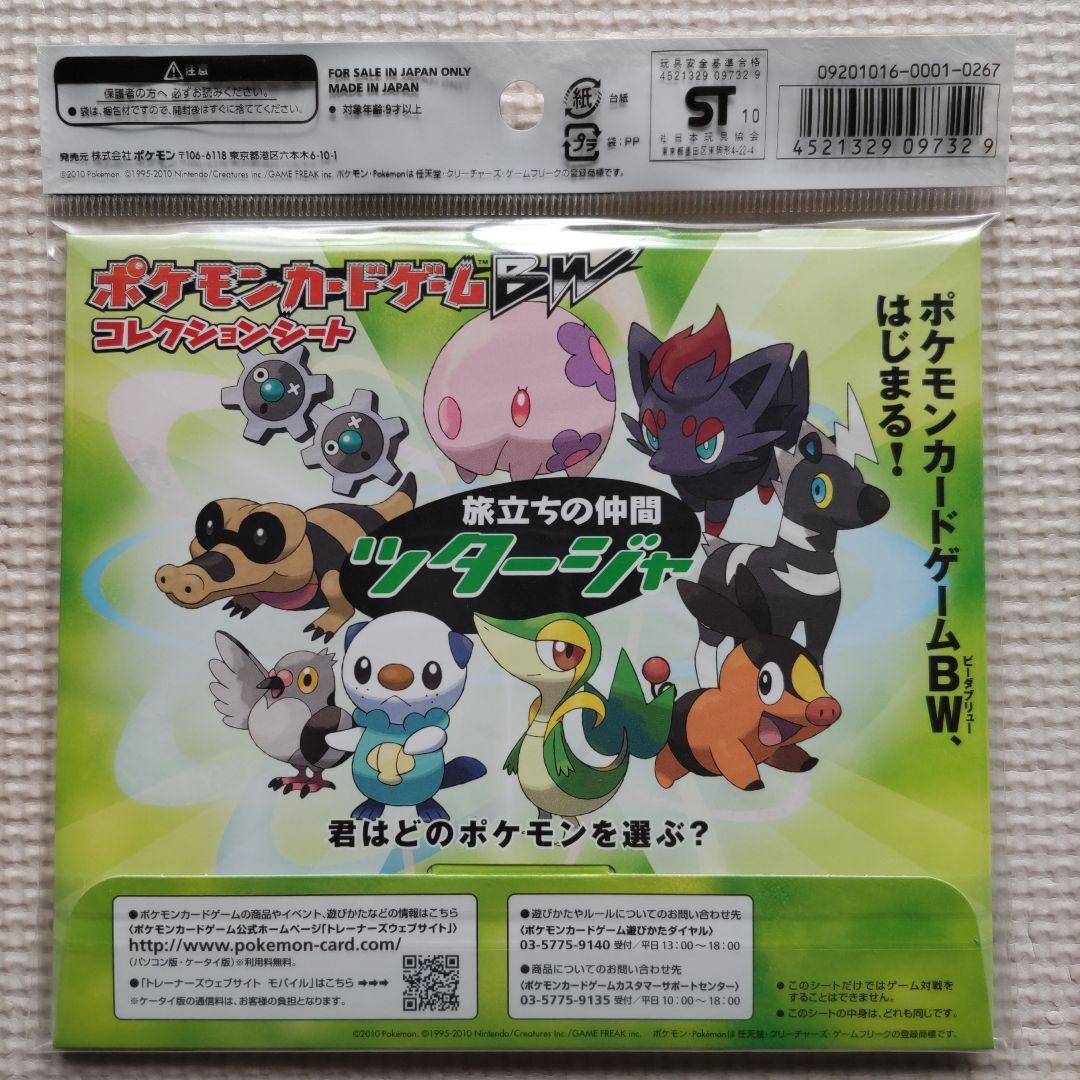 注意
保護者の方へ 必ずお読みください。
●袋は、梱包材ですので、開封後はすぐに捨ててください。
FOR SALE IN JAPAN ONLY
MADE IN JAPAN
● 対象年齢:9才以上
紙
台紙
プラ
袋:PP
玩具安全基準合格
4521329 09732 9
ST 10
社団法人日本玩具協会
東京都墨田区東駒形4-22-4
09201016-0001-0267
4 521329 09732 9
発売元 株式会社 ポケモン 〒106-6118 東京都港区六本木6-10-1
©2010 Pokémon. ©1995-2010 Nintendo/Creatures inc./GAME FREAK inc. ポケモン・Pokémonは 任天堂・クリーチャーズ・ゲームフリークの登録商標です。
ポケモンカードゲーム™BW
コレクションシート
ポケモンカードゲームBW、
ビーダブリュー
はじまる!
旅立ちの仲間
ツタージャ
君はどのポケモンを選ぶ?
●ポケモンカードゲームの商品やイベント、遊びかたなどの情報はこちら
〈ポケモンカードゲーム公式ホームページ「トレーナーズウェブサイト」〉
http://www.pokemon-card.com/
(パソコン版・ケータイ版)※利用料無料。
●「トレーナーズウェブサイト モバイル」はこちら →→→
※ケータイ版の通信料は、お客様の負担となります。
●遊びかたやルールについてのお問い合わせ先
〈ポケモンカードゲーム遊びかたダイヤル〉
03-5775-9140 受付/平日 13:00~18:00
●商品についてのお問い合わせ先
〈ポケモンカードゲームカスタマーサポートセンター〉
03-5775-9135 受付/平日 10:00~18:00
● このシートだけではゲーム対戦を
することはできません。
● このシートの中身は、どれも同じです。
©2010 Pokémon. ©1995-2010 Nintendo/Creatures Inc./GAME FREAK inc. ポケモン・Pokémonは 任天堂・クリーチャーズ・ゲームフリークの登録商標です。